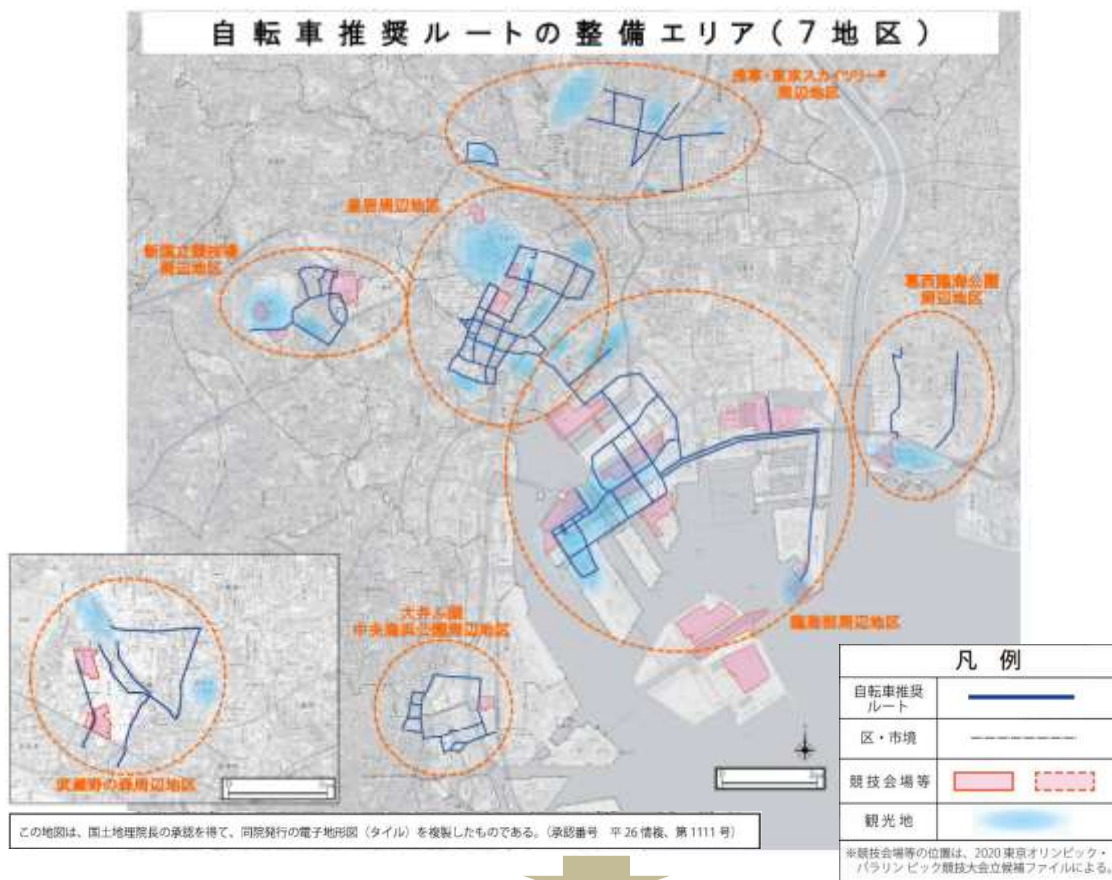 自転車推奨ルートの整備エリア(7地区)
浅草・東京スカイツリー
周辺地区
皇居周辺地区
新国立競技場
周辺地区
葛西臨海公園
周辺地区
大井ふ頭
中央海浜公園周辺地区
臨海部周辺地区
武蔵野の森周辺地区
凡 例
自転車推奨
ルート
区・市境
競技会場等
観光地
※競技会場等の位置は、2020東京オリンピック・
パラリンピック競技大会立候補ファイルによる。
この地図は、国土地理院長の承認を得て、同院発行の電子地形図(タイル)を複製したものである。(承認番号 平26情複、第1111号)